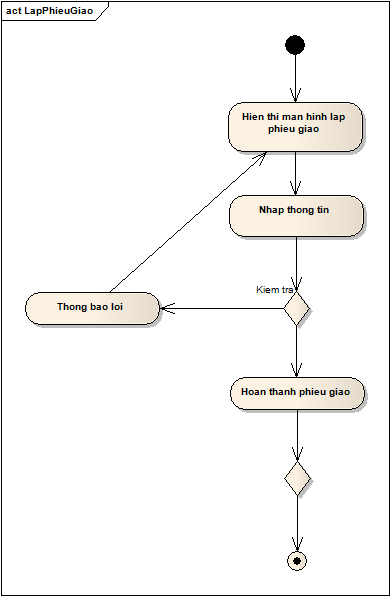 act LapPhieuGiao
Hien thi man hinh lap
phieu giao
Nhap thong tin
Kiem tra
Thong bao loi
Hoan thanh phieu giao